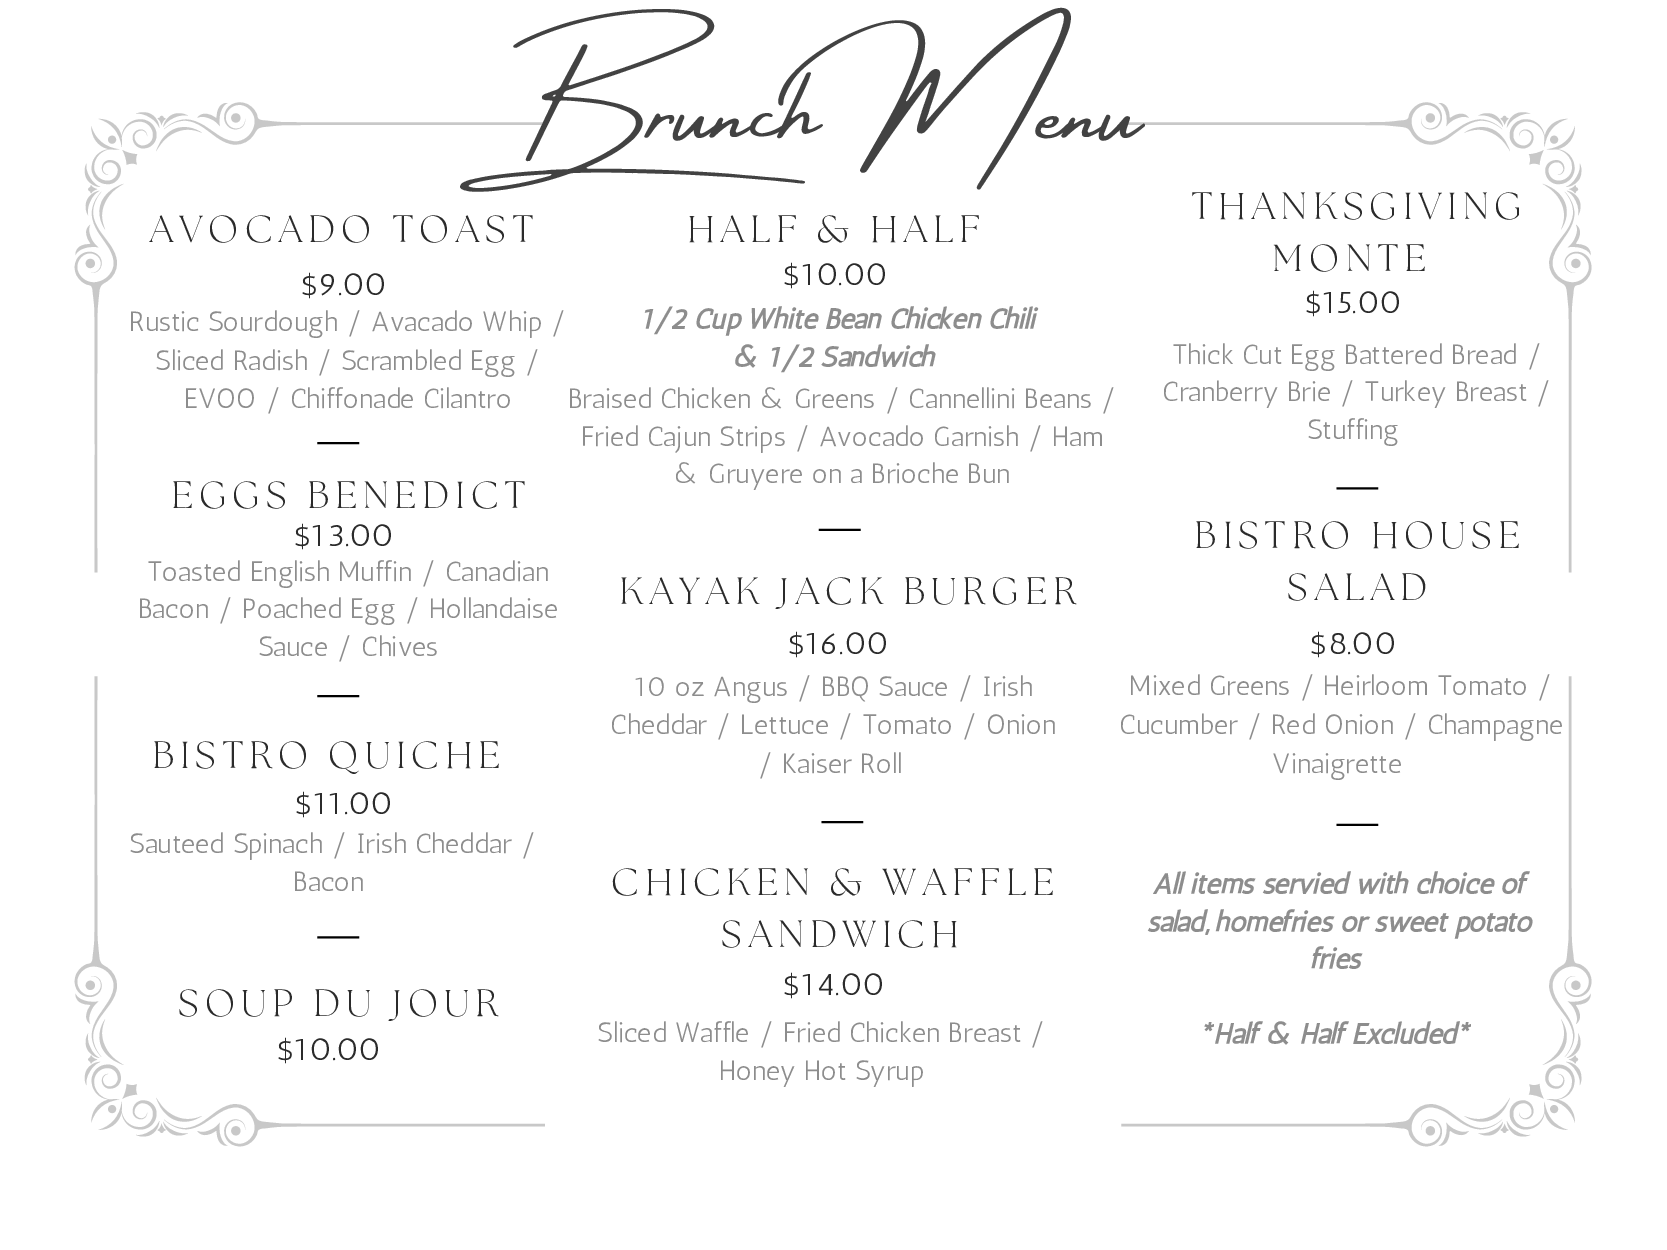 Brunch Menu
AVOCADO TOAST
$9.00
Rustic Sourdough / Avacado Whip /
Sliced Radish / Scrambled Egg /
EVOO / Chiffonade Cilantro
EGGS BENEDICT
$13.00
Toasted English Muffin / Canadian
Bacon / Poached Egg / Hollandaise
Sauce / Chives
BISTRO QUICHE
$11.00
Sauteed Spinach / Irish Cheddar /
Bacon
SOUP DU JOUR
$10.00
HALF & HALF
$10.00
1/2 Cup White Bean Chicken Chili
& 1/2 Sandwich
Braised Chicken & Greens / Cannellini Beans /
Fried Cajun Strips / Avocado Garnish / Ham
& Gruyere on a Brioche Bun
KAYAK JACK BURGER
$16.00
10 oz Angus / BBQ Sauce / Irish
Cheddar / Lettuce / Tomato / Onion
/ Kaiser Roll
CHICKEN & WAFFLE
SANDWICH
$14.00
Sliced Waffle / Fried Chicken Breast /
Honey Hot Syrup
THANKSGIVING
MONTE
$15.00
Thick Cut Egg Battered Bread /
Cranberry Brie / Turkey Breast /
Stuffing
BISTRO HOUSE
SALAD
$8.00
Mixed Greens / Heirloom Tomato /
Cucumber / Red Onion / Champagne
Vinaigrette
All items servied with choice of
salad, homefries or sweet potato
fries
*Half & Half Excluded*